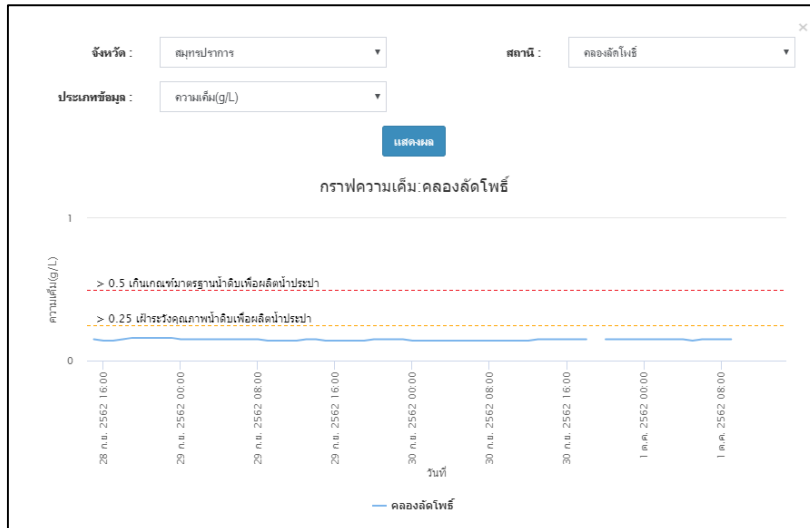 ×
จังหวัด : สมุทรปราการ สถานี : คลองลัดโพธิ์
ประเภทข้อมูล : ความเค็ม(g/L)
แสดงผล
กราฟความเค็ม:คลองลัดโพธิ์
1
ความเค็ม(g/L)
> 0.5 เกินเกณฑ์มาตรฐานน้ำดิบเพื่อผลิตน้ำประปา
> 0.25 เฝ้าระวังคุณภาพน้ำดิบเพื่อผลิตน้ำประปา
0
28 ก.ย. 2562 16:00
29 ก.ย. 2562 00:00
29 ก.ย. 2562 08:00
29 ก.ย. 2562 16:00
30 ก.ย. 2562 00:00
30 ก.ย. 2562 08:00
30 ก.ย. 2562 16:00
1 ต.ค. 2562 00:00
1 ต.ค. 2562 08:00
วันที่
คลองลัดโพธิ์